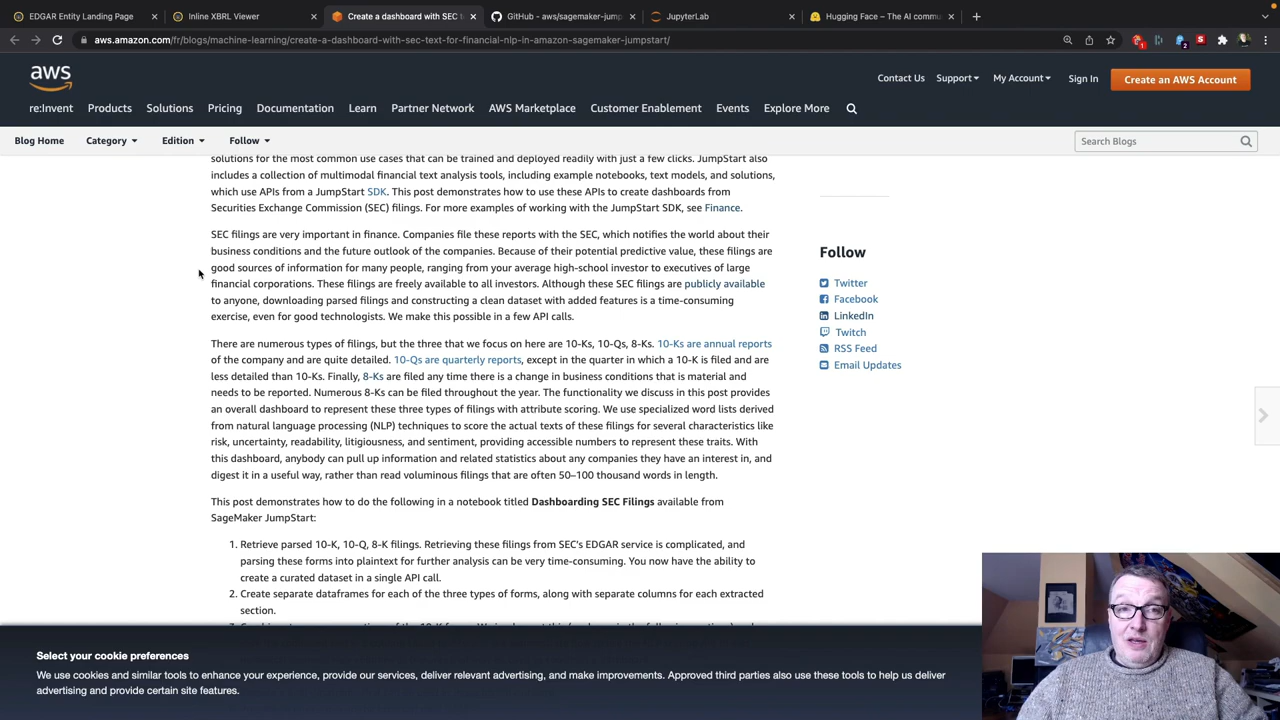 EDGAR Entity Landing Page
Inline XBRL Viewer
Create a dashboard with SEC t
GitHub - aws/sagemaker-jump
JupyterLab
Hugging Face – The AI commu
aws.amazon.com/fr/blogs/machine-learning/create-a-dashboard-with-sec-text-for-financial-nlp-in-amazon-sagemaker-jumpstart/
aws
Contact Us
Support
My Account
Sign In
Create an AWS Account
re:Invent
Products
Solutions
Pricing
Documentation
Learn
Partner Network
AWS Marketplace
Customer Enablement
Events
Explore More
Blog Home
Category
Edition
Follow
Search Blogs
solutions for the most common use cases that can be trained and deployed readily with just a few clicks. JumpStart also
includes a collection of multimodal financial text analysis tools, including example notebooks, text models, and solutions,
which use APIs from a JumpStart SDK. This post demonstrates how to use these APIs to create dashboards from
Securities Exchange Commission (SEC) filings. For more examples of working with the JumpStart SDK, see Finance.
SEC filings are very important in finance. Companies file these reports with the SEC, which notifies the world about their
business conditions and the future outlook of the companies. Because of their potential predictive value, these filings are
good sources of information for many people, ranging from your average high-school investor to executives of large
financial corporations. These filings are freely available to all investors. Although these SEC filings are publicly available
to anyone, downloading parsed filings and constructing a clean dataset with added features is a time-consuming
exercise, even for good technologists. We make this possible in a few API calls.
There are numerous types of filings, but the three that we focus on here are 10-Ks, 10-Qs, 8-Ks. 10-Ks are annual reports
of the company and are quite detailed. 10-Qs are quarterly reports, except in the quarter in which a 10-K is filed and are
less detailed than 10-Ks. Finally, 8-Ks are filed any time there is a change in business conditions that is material and
needs to be reported. Numerous 8-Ks can be filed throughout the year. The functionality we discuss in this post provides
an overall dashboard to represent these three types of filings with attribute scoring. We use specialized word lists derived
from natural language processing (NLP) techniques to score the actual texts of these filings for several characteristics like
risk, uncertainty, readability, litigiousness, and sentiment, providing accessible numbers to represent these traits. With
this dashboard, anybody can pull up information and related statistics about any companies they have an interest in, and
digest it in a useful way, rather than read voluminous filings that are often 50–100 thousand words in length.
This post demonstrates how to do the following in a notebook titled Dashboarding SEC Filings available from
SageMaker JumpStart:
1. Retrieve parsed 10-K, 10-Q, 8-K filings. Retrieving these filings from SEC's EDGAR service is complicated, and
parsing these forms into plaintext for further analysis can be very time-consuming. You now have the ability to
create a curated dataset in a single API call.
2. Create separate dataframes for each of the three types of forms, along with separate columns for each extracted
section.
Follow
Twitter
Facebook
LinkedIn
Twitch
RSS Feed
Email Updates
Select your cookie preferences
We use cookies and similar tools to enhance your experience, provide our services, deliver relevant advertising, and make improvements. Approved third parties also use these tools to help us deliver
advertising and provide certain site features.